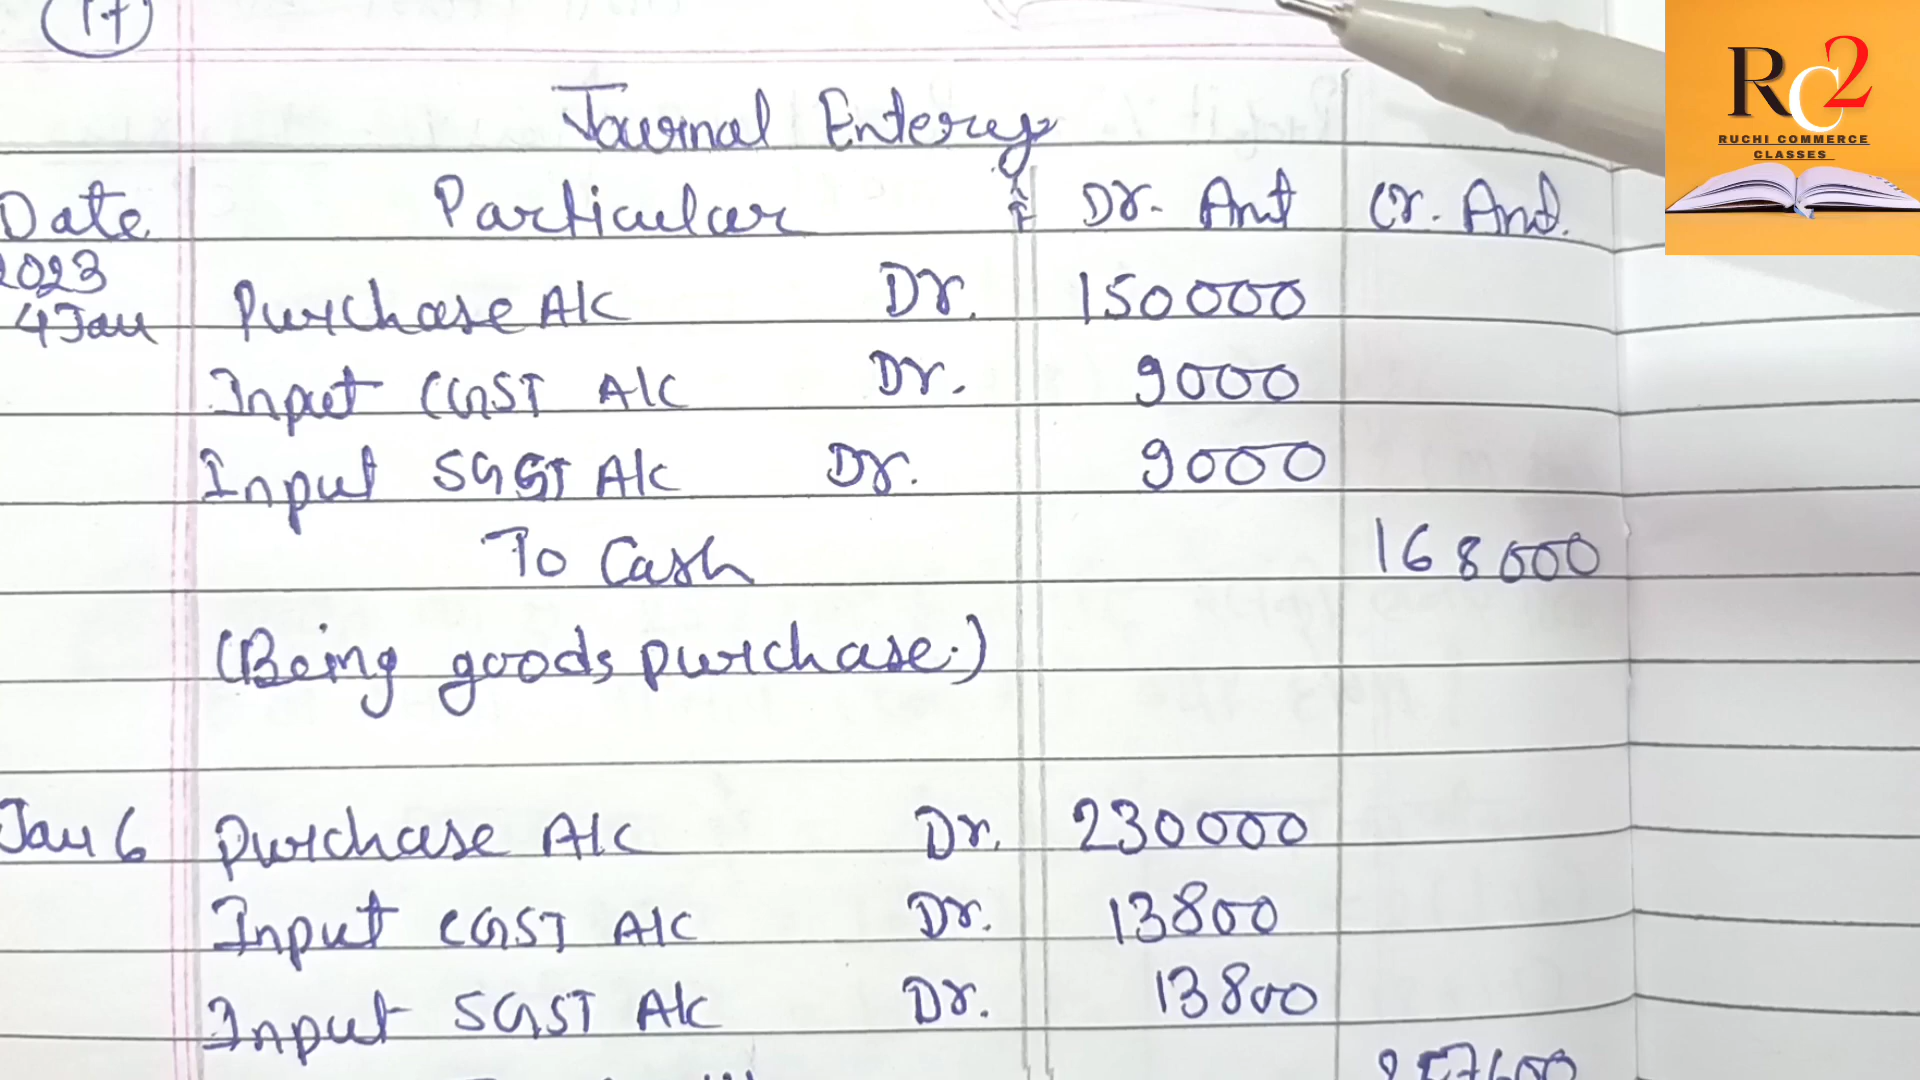 17
Journal Entery
Date Particular Dr. Amt Cr. Amt.
2023
4 Jan Purchase A/c Dr. 150000
Input CGST A/c Dr. 9000
Input SGST A/c Dr. 9000
To Cash 168000
(Being goods purchase.)
Jan 6 Purchase A/c Dr. 230000
Input CGST A/c Dr. 13800
Input SGST A/c Dr. 13800
257600
RC2
RUCHI COMMERCE
CLASSES